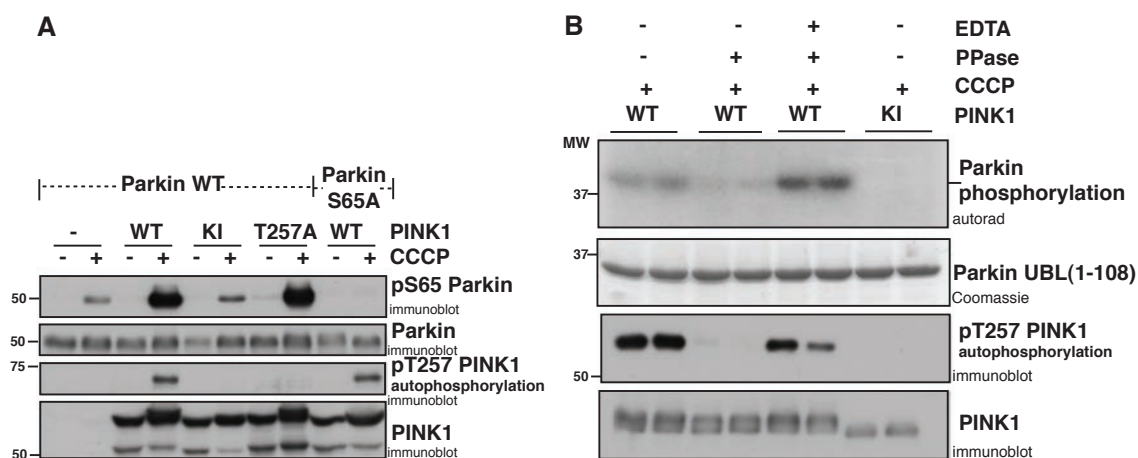 A
Parkin WT
Parkin
S65A
- WT KI T257A WT PINK1
- + - + - + - + - + CCCP
50 pS65 Parkin
immunoblot
50 Parkin
immunoblot
75 pT257 PINK1
autophosphorylation
immunoblot
PINK1
50 immunoblot
B
- - + - EDTA
- + + - PPase
+ + + + CCCP
WT WT WT KI PINK1
MW
37 Parkin
phosphorylation
autorad
37
Parkin UBL(1-108)
Coomassie
pT257 PINK1
autophosphorylation
50 immunoblot
PINK1
immunoblot